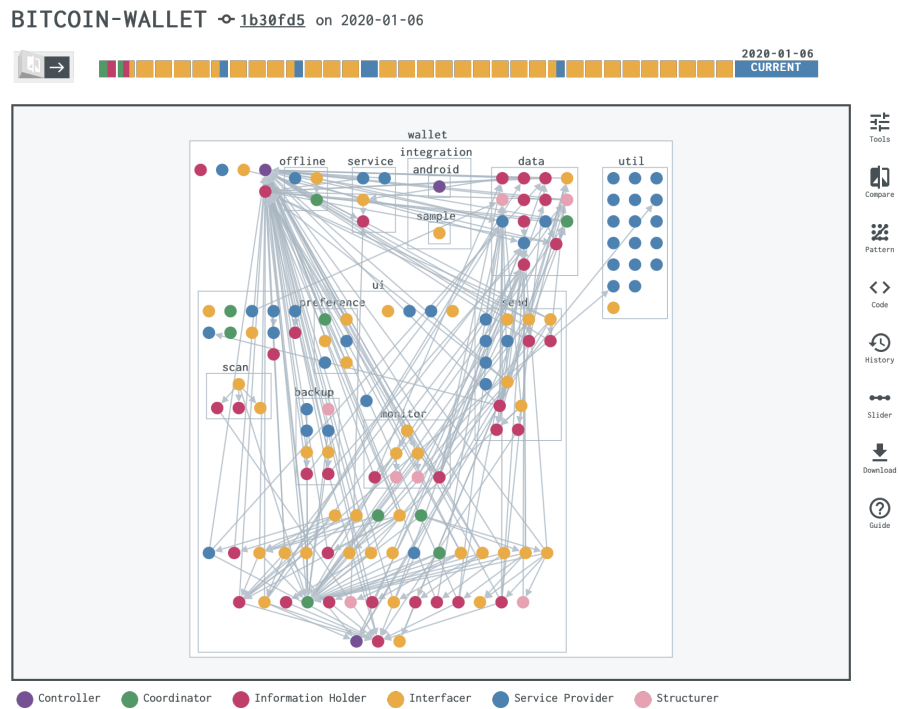 BITCOIN-WALLET 1b30fd5 on 2020-01-06
2020-01-06
CURRENT
wallet
integration
offline service android data util
sample
ui
preference send
scan
backup
monitor
Tools
Compare
Pattern
Code
History
Slider
Download
Guide
Controller Coordinator Information Holder Interfacer Service Provider Structurer